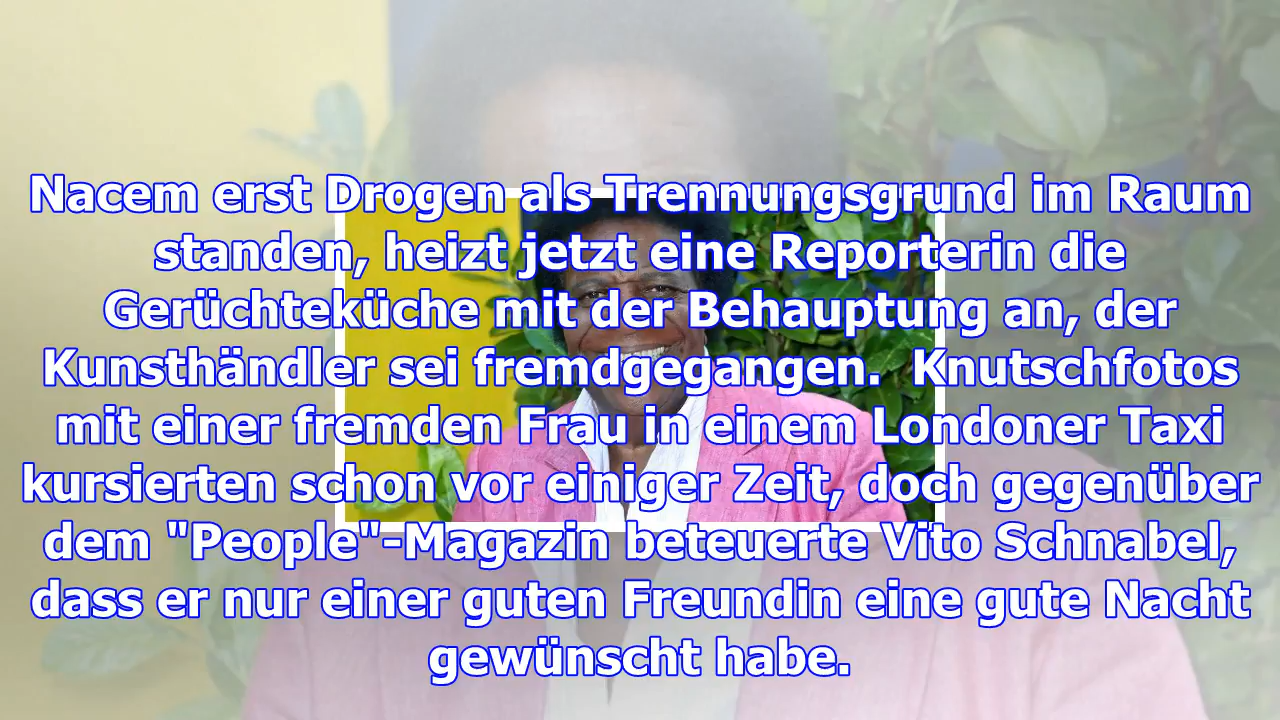 Nacem erst Drogen als Trennungsgrund im Raum
standen, heizt jetzt eine Reporterin die
Gerüchteküche mit der Behauptung an, der
Kunsthändler sei fremdgegangen.  Knutschfotos
mit einer fremden Frau in einem Londoner Taxi
kursierten schon vor einiger Zeit, doch gegenüber
dem "People"-Magazin beteuerte Vito Schnabel,
dass er nur einer guten Freundin eine gute Nacht
gewünscht habe.